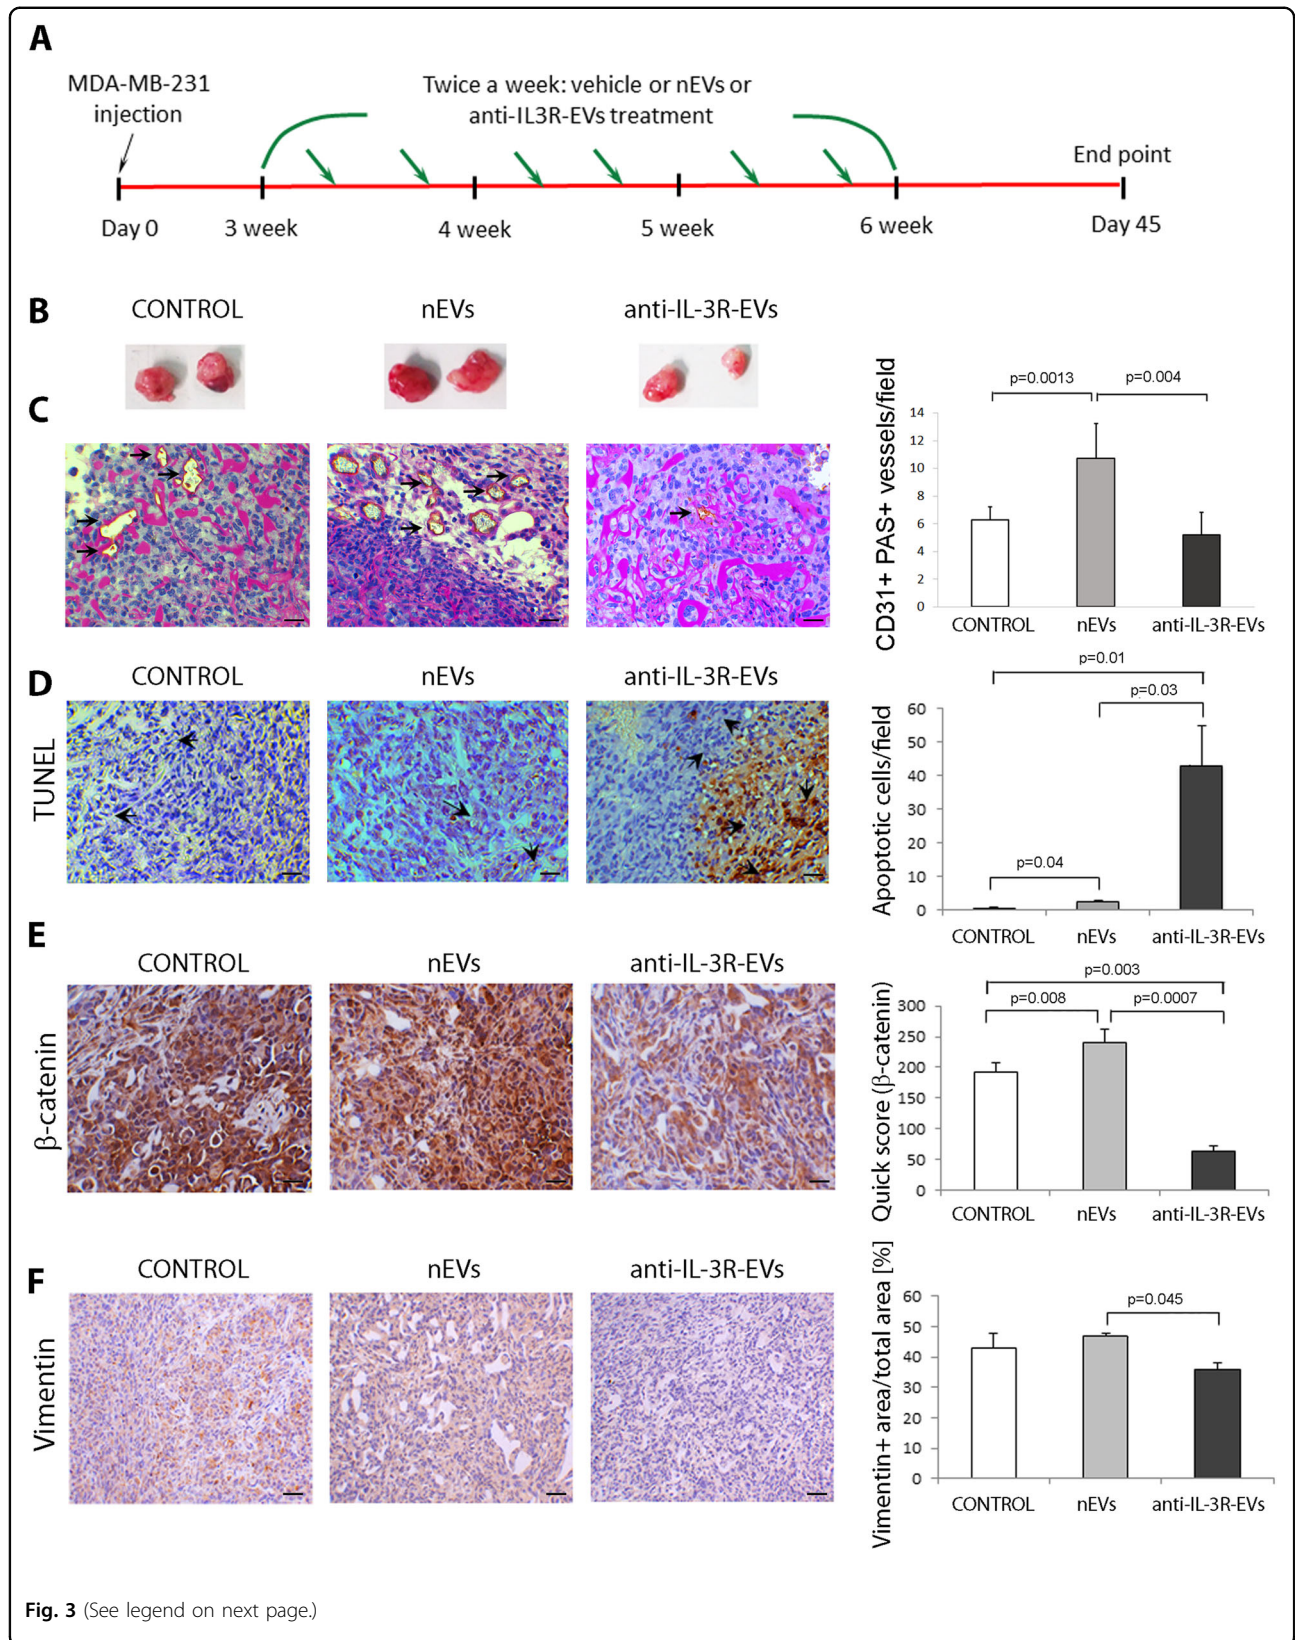 A
MDA-MB-231
injection
Twice a week: vehicle or nEVs or
anti-IL3R-EVs treatment
End point
Day 0
3 week
4 week
5 week
6 week
Day 45
B
CONTROL
nEVs
anti-IL-3R-EVs
C
CD31+ PAS+ vessels/field
p=0.0013
p=0.004
14
12
10
8
6
4
2
0
CONTROL
nEVs
anti-IL-3R-EVs
D
CONTROL
nEVs
anti-IL-3R-EVs
TUNEL
Apoptotic cells/field
p=0.01
p=0.03
p=0.04
60
50
40
30
20
10
0
CONTROL
nEVs
anti-IL-3R-EVs
E
CONTROL
nEVs
anti-IL-3R-EVs
β-catenin
Quick score (β-catenin)
p=0.003
p=0.008
p=0.0007
300
250
200
150
100
50
0
CONTROL
nEVs
anti-IL-3R-EVs
F
CONTROL
nEVs
anti-IL-3R-EVs
Vimentin
Vimentin+ area/total area [%]
p=0.045
60
50
40
30
20
10
0
CONTROL
nEVs
anti-IL-3R-EVs
Fig. 3 (See legend on next page.)